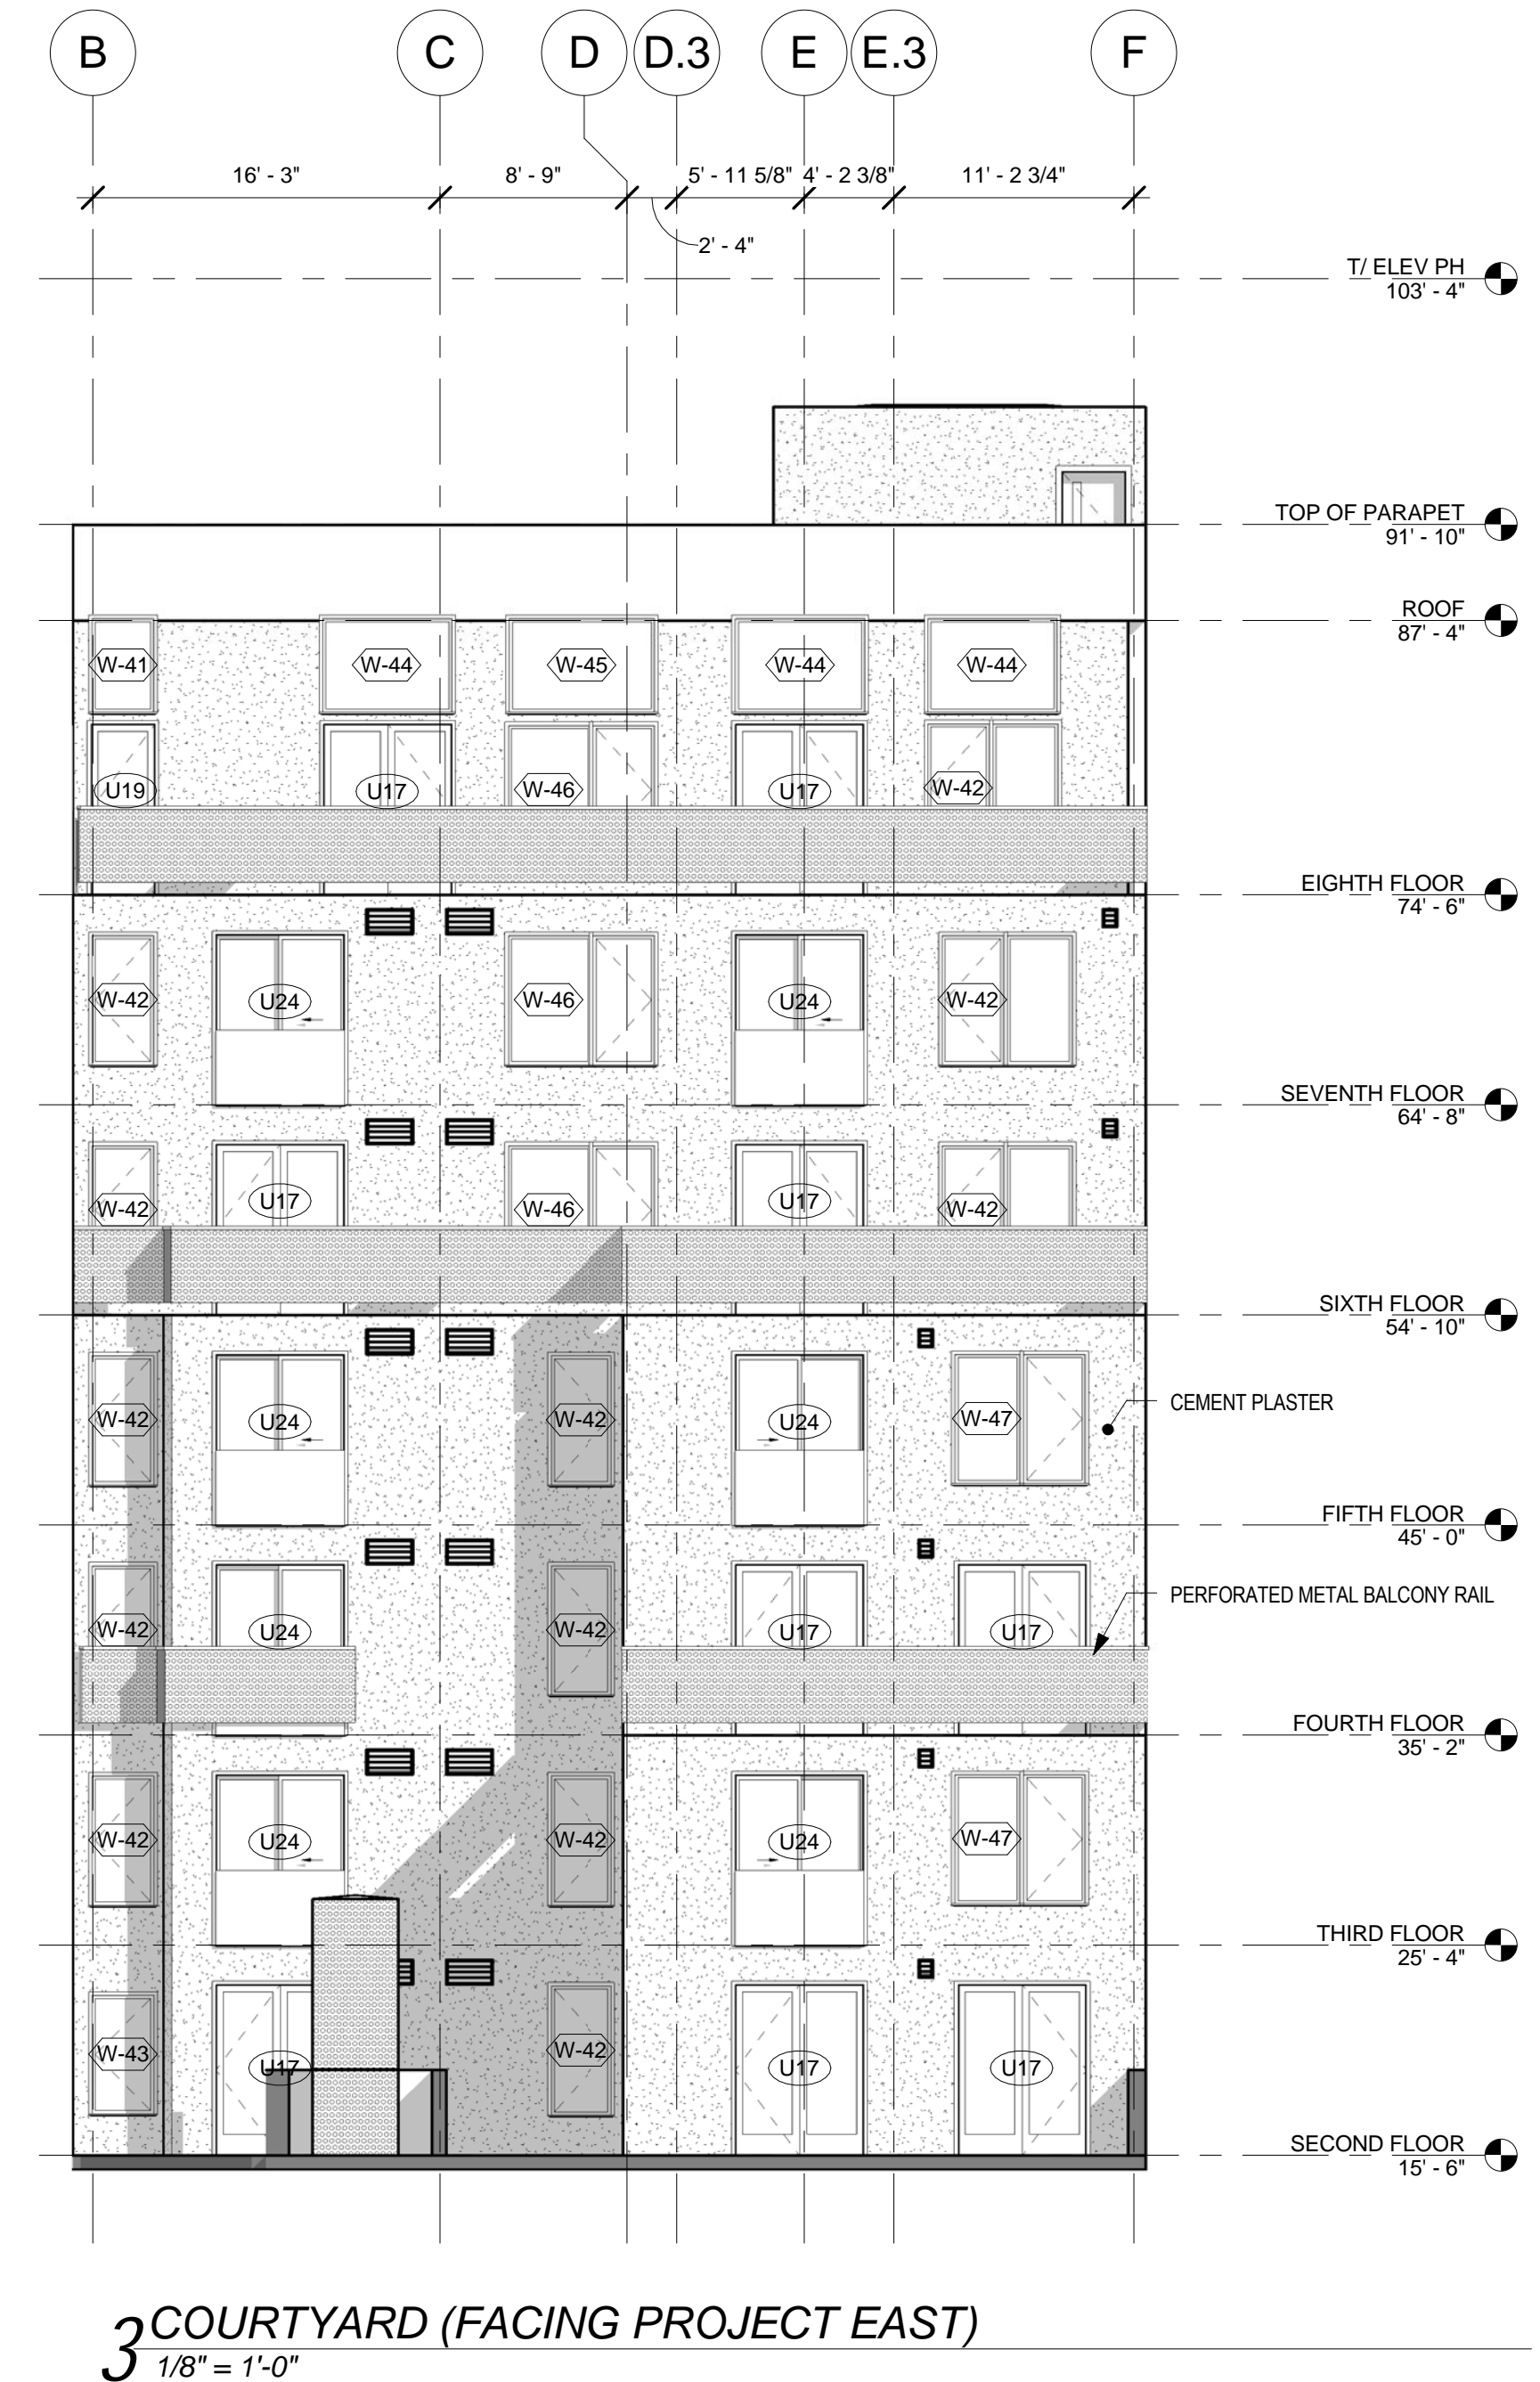 B C D D.3 E E.3 F
16' - 3" 8' - 9" 5' - 11 5/8" 4' - 2 3/8" 11' - 2 3/4"
2' - 4"
T/ ELEV PH
103' - 4"
TOP OF PARAPET
91' - 10"
ROOF
87' - 4"
W-41 W-44 W-45 W-44 W-44
U19 U17 W-46 U17 W-42
EIGHTH FLOOR
74' - 6"
W-42 U24 W-46 U24 W-42
SEVENTH FLOOR
64' - 8"
W-42 U17 W-46 U17 W-42
SIXTH FLOOR
54' - 10"
W-42 U24 W-42 U24 W-47
CEMENT PLASTER
FIFTH FLOOR
45' - 0"
PERFORATED METAL BALCONY RAIL
W-42 U24 W-42 U17 U17
FOURTH FLOOR
35' - 2"
W-42 U24 W-42 U24 W-47
THIRD FLOOR
25' - 4"
W-43 U17 W-42 U17 U17
SECOND FLOOR
15' - 6"
3 COURTYARD (FACING PROJECT EAST)
1/8" = 1'-0"